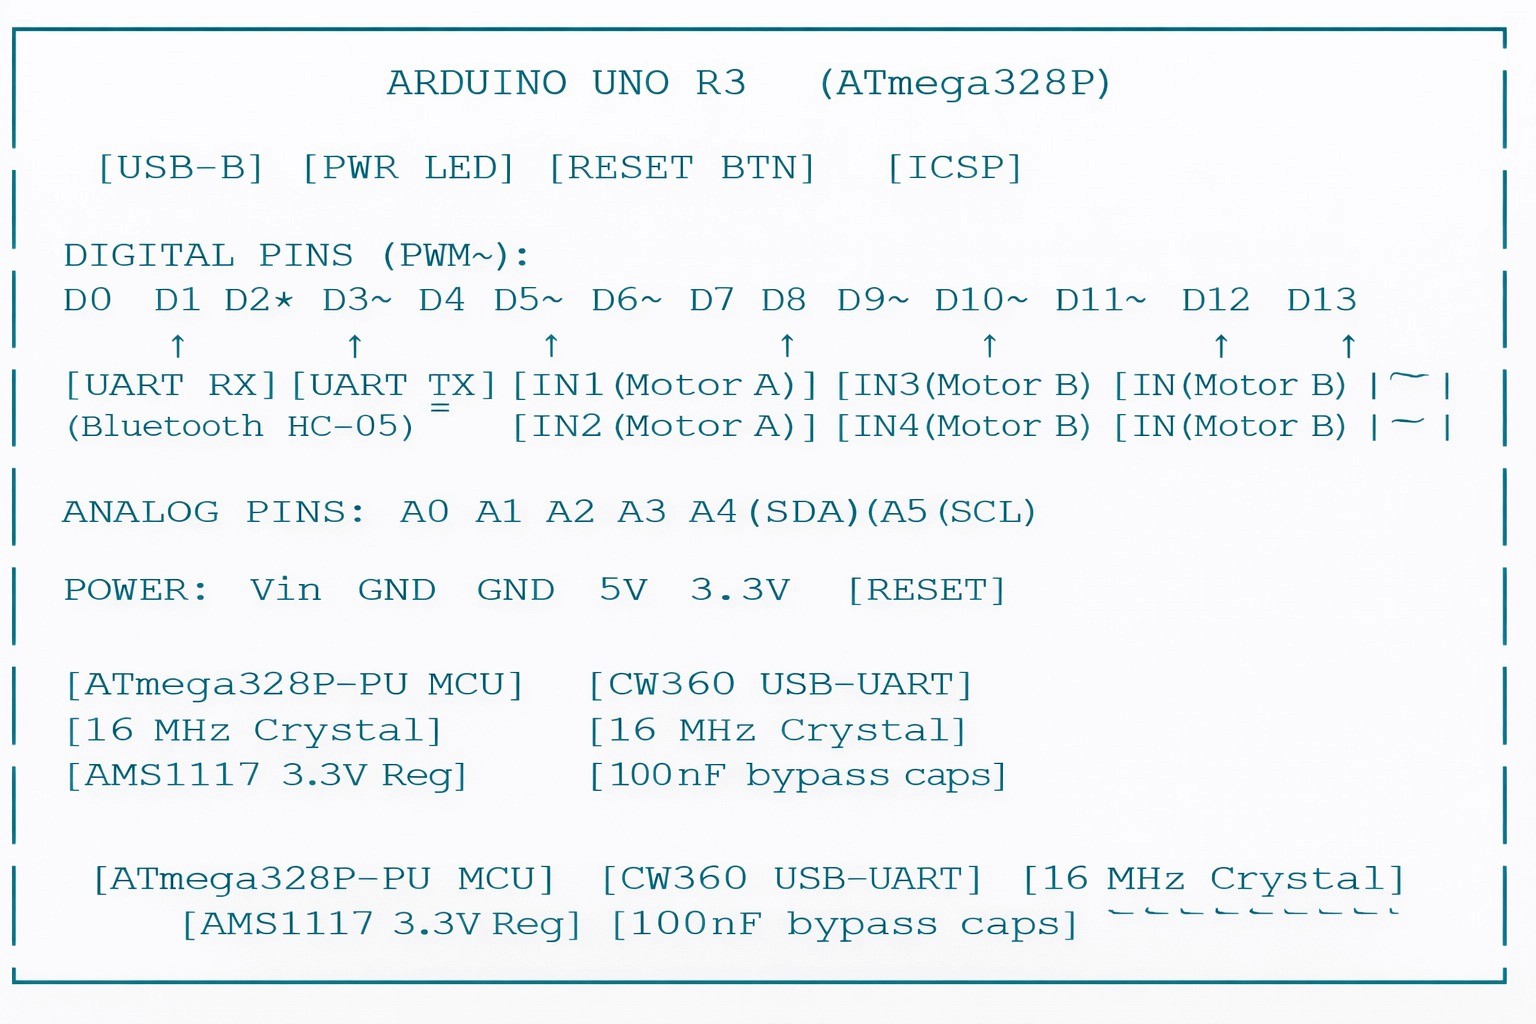 ARDUINO UNO R3 (ATmega328P)
[USB-B] [PWR LED] [RESET BTN] [ICSP]
DIGITAL PINS (PWM~):
D0 D1 D2* D3~ D4 D5~ D6~ D7 D8 D9~ D10~ D11~ D12 D13
↑ ↑ ↑ ↑ ↑ ↑ ↑
[UART RX] [UART TX] [IN1(Motor A)] [IN3(Motor B) [IN(Motor B) |~|
(Bluetooth HC-05) = [IN2(Motor A)] [IN4(Motor B) [IN(Motor B) |~|
ANALOG PINS: A0 A1 A2 A3 A4(SDA)(A5(SCL)
POWER: Vin GND GND 5V 3.3V [RESET]
[ATmega328P-PU MCU] [CW360 USB-UART]
[16 MHz Crystal] [16 MHz Crystal]
[AMS1117 3.3V Reg] [100nF bypass caps]
[ATmega328P-PU MCU] [CW360 USB-UART] [16 MHz Crystal]
[AMS1117 3.3V Reg] [100nF bypass caps]